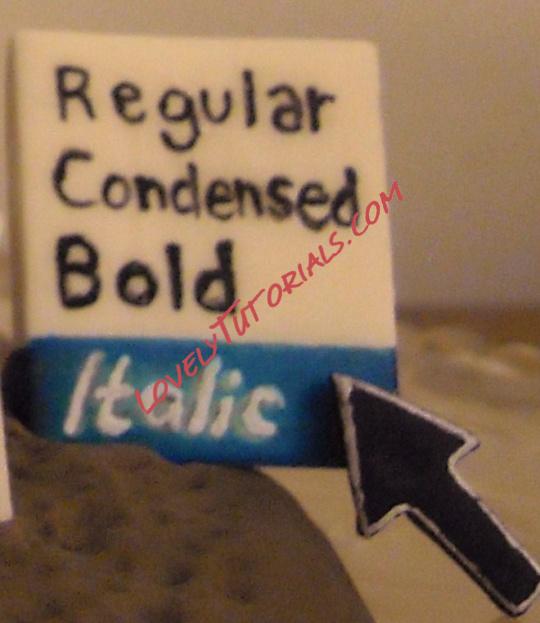 Regular
Condensed
Bold
Italic
LOVELYTUTORIALS.COM